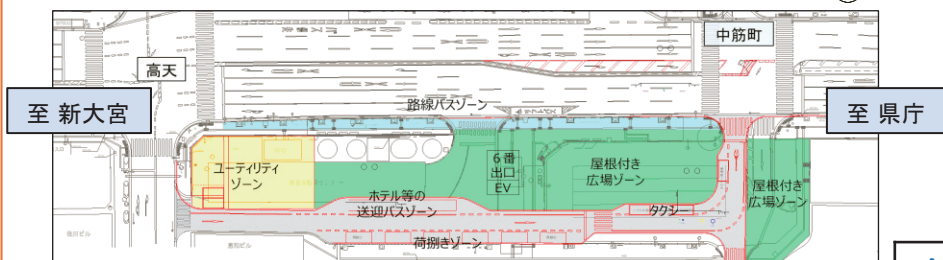 中筋町
高天
至 新大宮
路線バスゾーン
至 県庁
ユーティリティ
ゾーン
6番
出口
EV
屋根付き
広場ゾーン
屋根付き
広場ゾーン
ホテル等の
送迎バスゾーン
タクシー
荷捌きゾーン